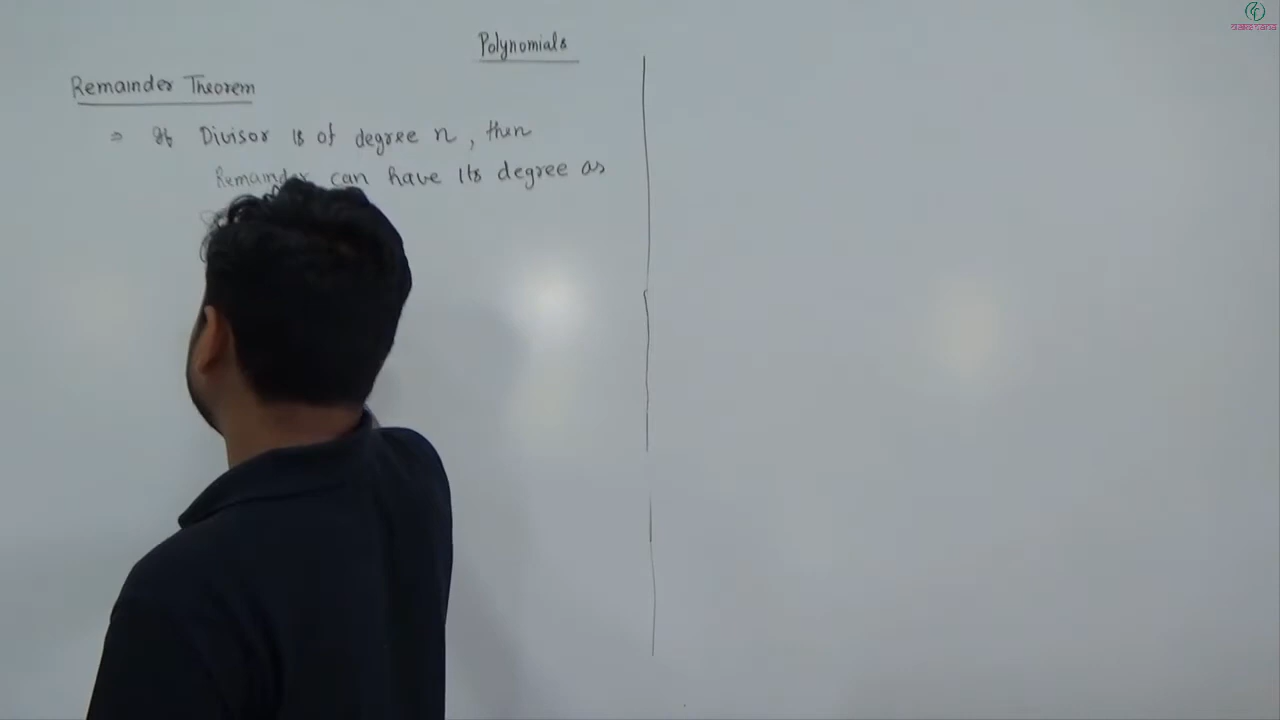 Polynomials
Remainder Theorem
⇒ If Divisor is of degree n, then
Remainder can have its degree as